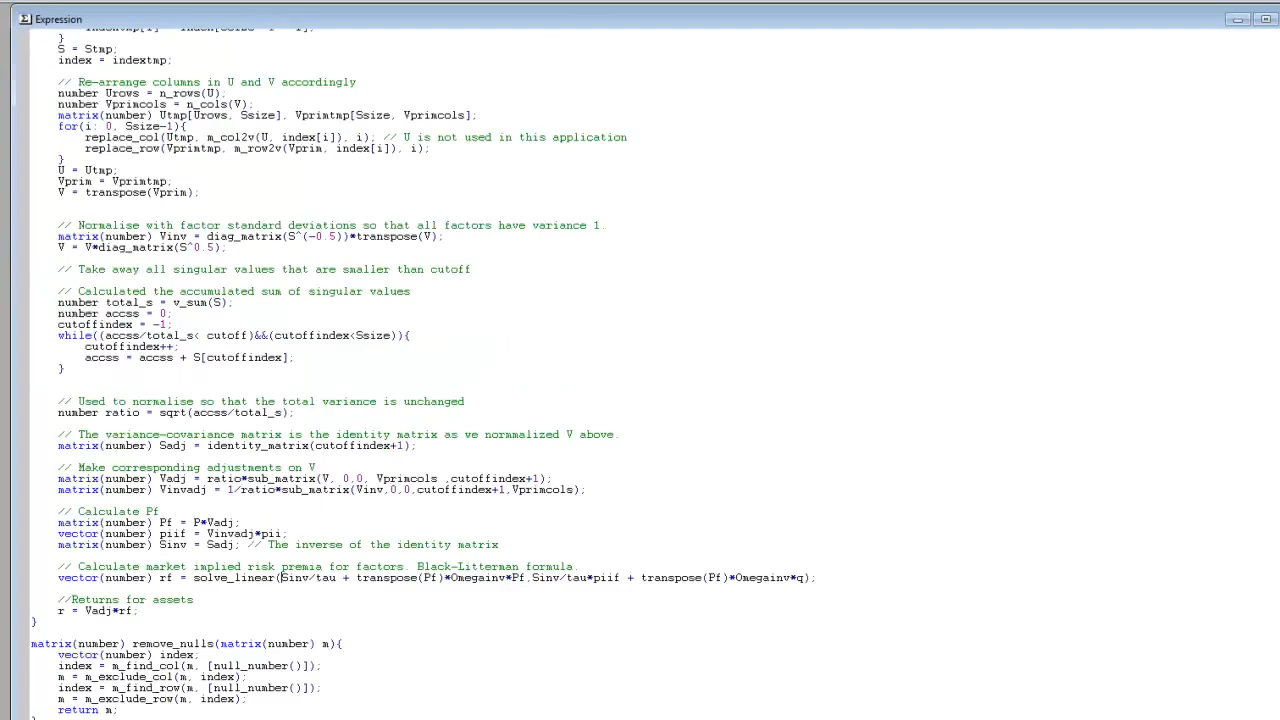 Expression
}
S = Stmp;
index = indextmp;
// Re-arrange columns in U and V accordingly
number Urows = n_rows(U);
number Vprimcols = n_cols(V);
matrix(number) Utmp[Urows, Ssize], Vprimtmp[Ssize, Vprimcols];
for(i: 0, Ssize-1){
replace_col(Utmp, m_col2v(U, index[i]), i); // U is not used in this application
replace_row(Vprimtmp, m_row2v(Vprim, index[i]), i);
}
U = Utmp;
Vprim = Vprimtmp;
V = transpose(Vprim);
// Normalise with factor standard deviations so that all factors have variance 1.
matrix(number) Vinv = diag_matrix(S^(-0.5))*transpose(V);
V = V*diag_matrix(S^0.5);
// Take away all singular values that are smaller than cutoff
// Calculated the accumulated sum of singular values
number total_s = v_sum(S);
number accss = 0;
cutoffindex = -1;
while((accss/total_s< cutoff)&&(cutoffindex<Ssize)){
cutoffindex++;
accss = accss + S[cutoffindex];
}
// Used to normalise so that the total variance is unchanged
number ratio = sqrt(accss/total_s);
// The variance-covariance matrix is the identity matrix as we normmalized V above.
matrix(number) Sadj = identity_matrix(cutoffindex+1);
// Make corresponding adjustments on V
matrix(number) Vadj = ratio*sub_matrix(V, 0,0, Vprimcols ,cutoffindex+1);
matrix(number) Vinvadj = 1/ratio*sub_matrix(Vinv,0,0,cutoffindex+1,Vprimcols);
// Calculate Pf
matrix(number) Pf = P*Vadj;
vector(number) piif = Vinvadj*pii;
matrix(number) Sinv = Sadj; // The inverse of the identity matrix
// Calculate market implied risk premia for factors. Black-Litterman formula.
vector(number) rf = solve_linear(Sinv/tau + transpose(Pf)*Omegainv*Pf,Sinv/tau*piif + transpose(Pf)*Omegainv*q);
//Returns for assets
r = Vadj*rf;
}
matrix(number) remove_nulls(matrix(number) m){
vector(number) index;
index = m_find_col(m, [null_number()]);
m = m_exclude_col(m, index);
index = m_find_row(m, [null_number()]);
m = m_exclude_row(m, index);
return m;